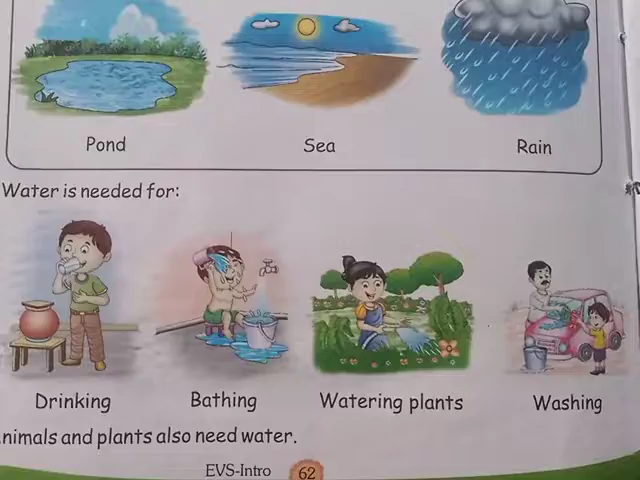 Pond Sea Rain
Water is needed for:
Drinking Bathing Watering plants Washing
nimals and plants also need water.
EVS-Intro 62